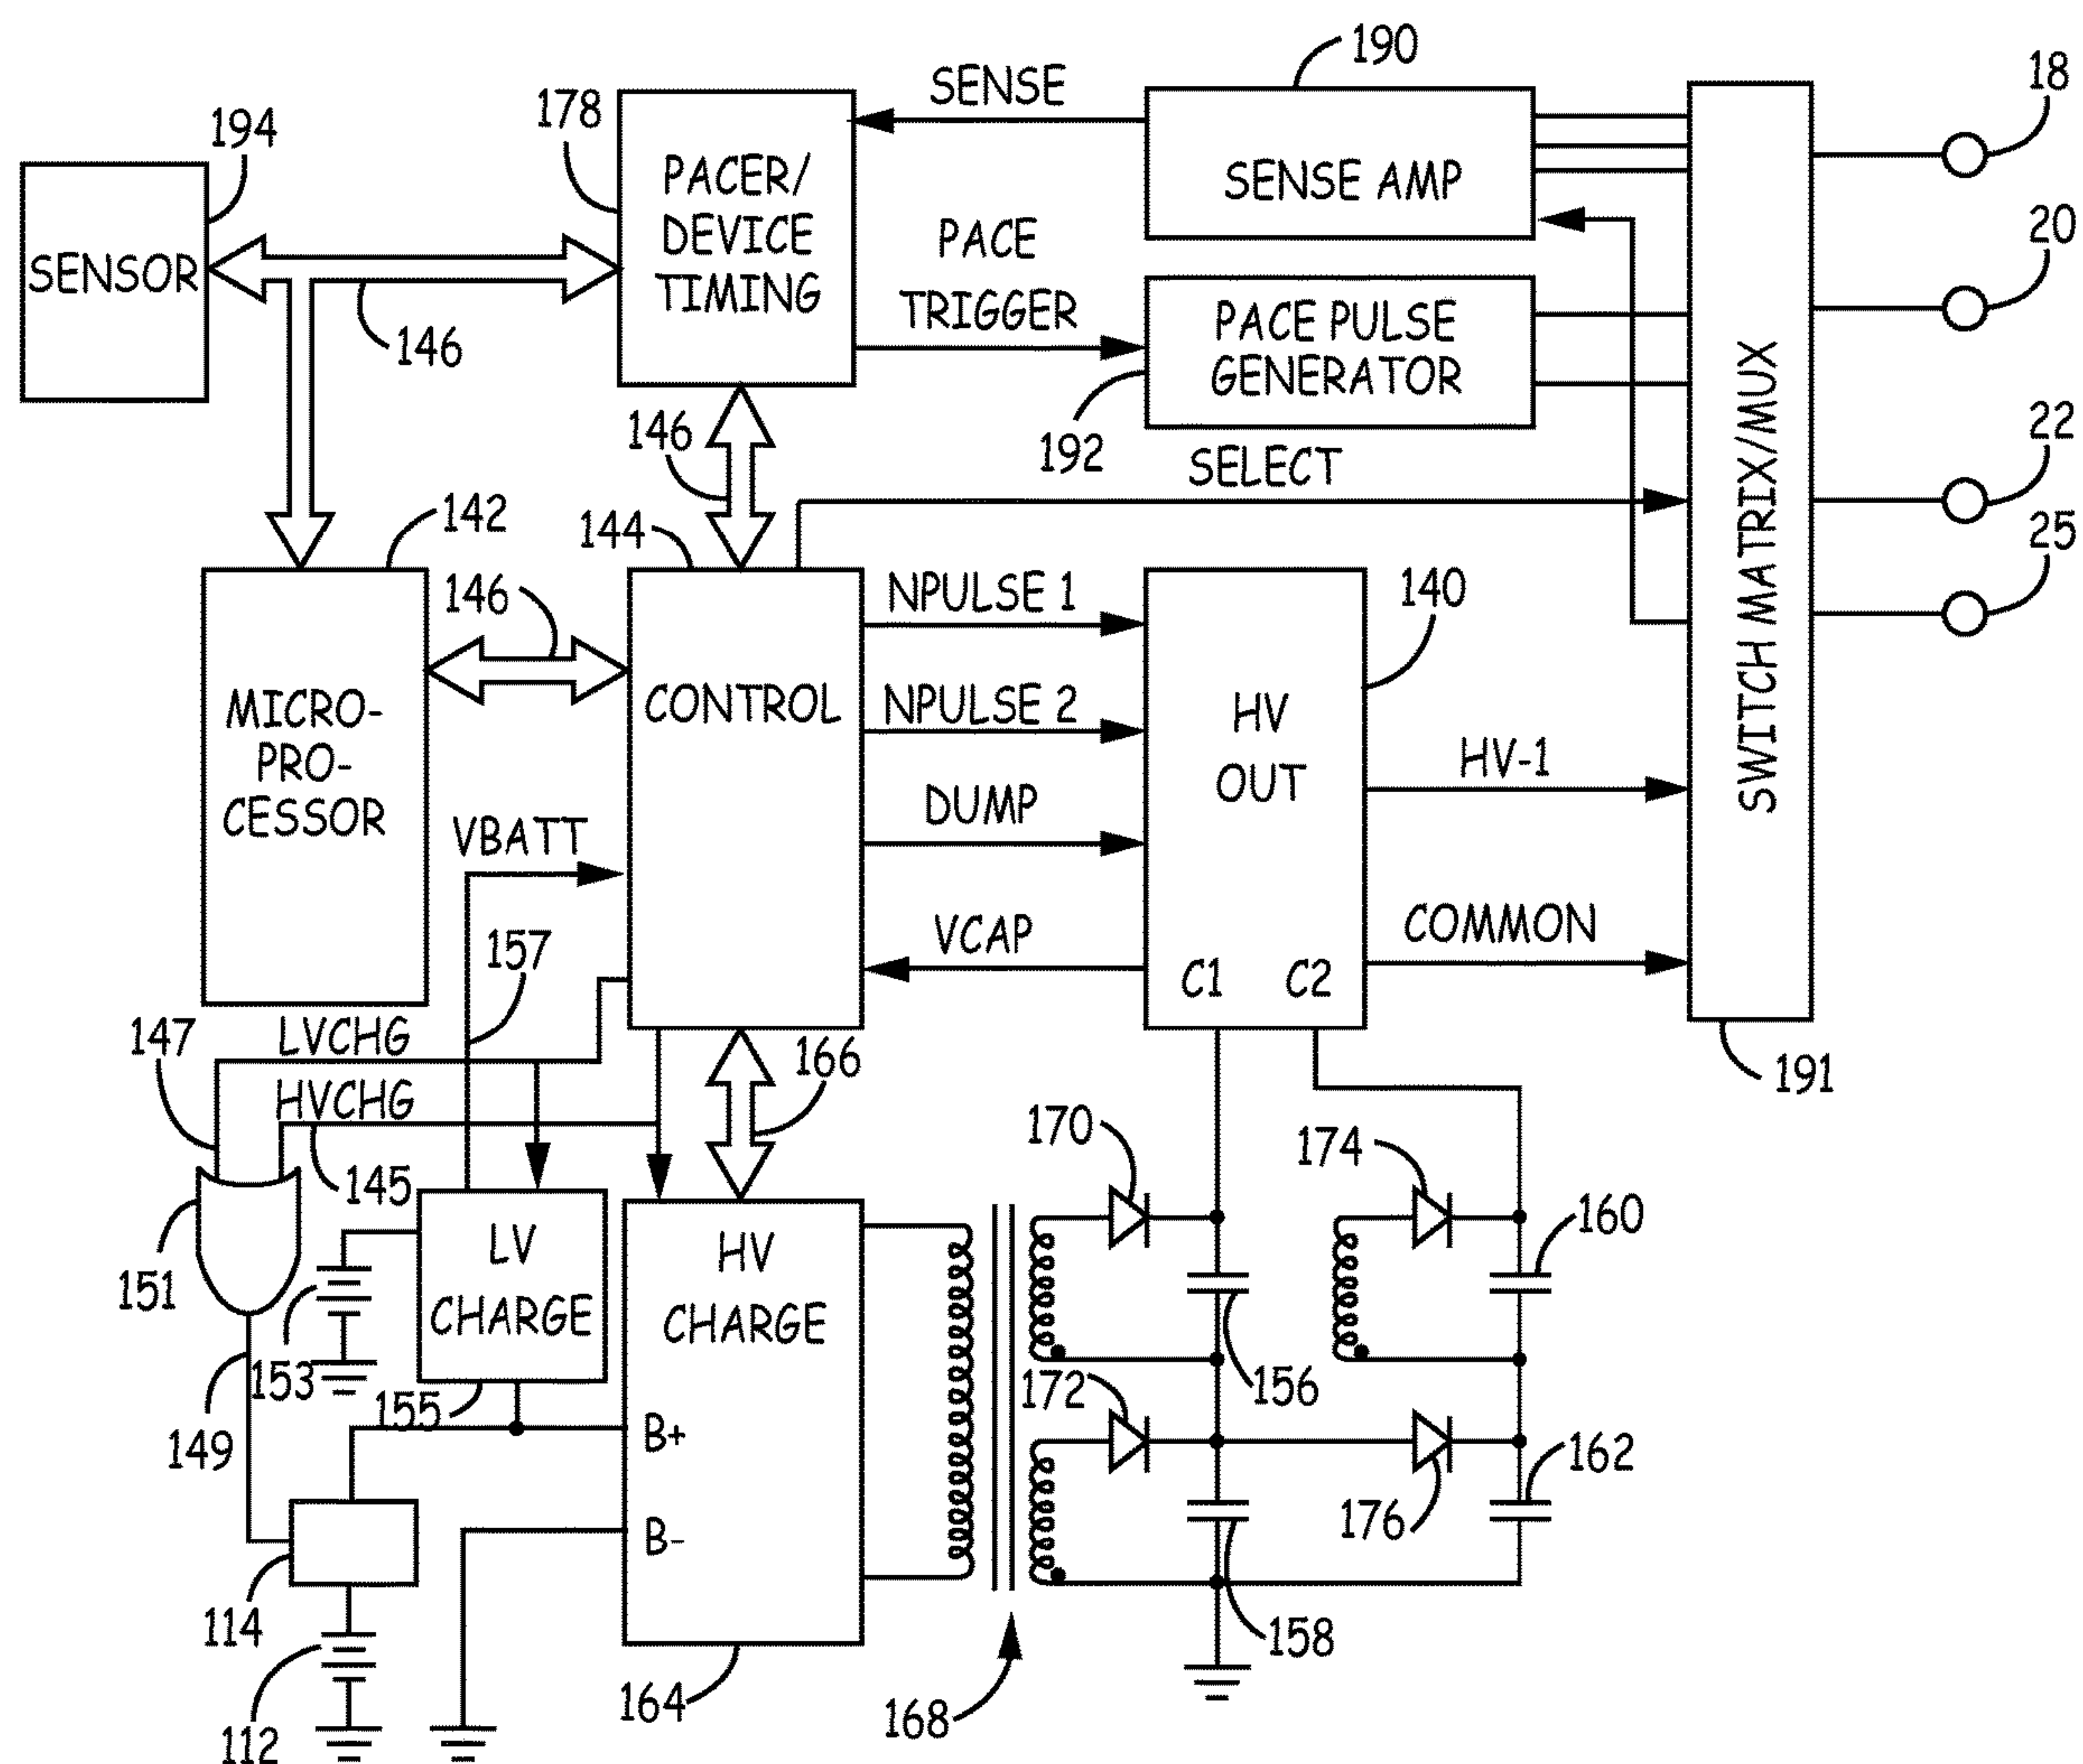 190
18
SENSE
178
194
PACER/
DEVICE
TIMING
SENSE AMP
20
SENSOR
PACE
TRIGGER
PACE PULSE
GENERATOR
146
146
192
SELECT
SWITCH MATRIX/MUX
22
25
142
144
146
NPULSE 1
140
MICRO-
PRO-
CESSOR
CONTROL
NPULSE 2
HV
OUT
HV-1
DUMP
VBATT
VCAP
COMMON
157
C1
C2
147
LVCHG
166
191
HVCHG
170
174
145
160
151
LV
CHARGE
HV
CHARGE
153
155
156
172
149
B+
162
176
B-
114
158
164
168
112